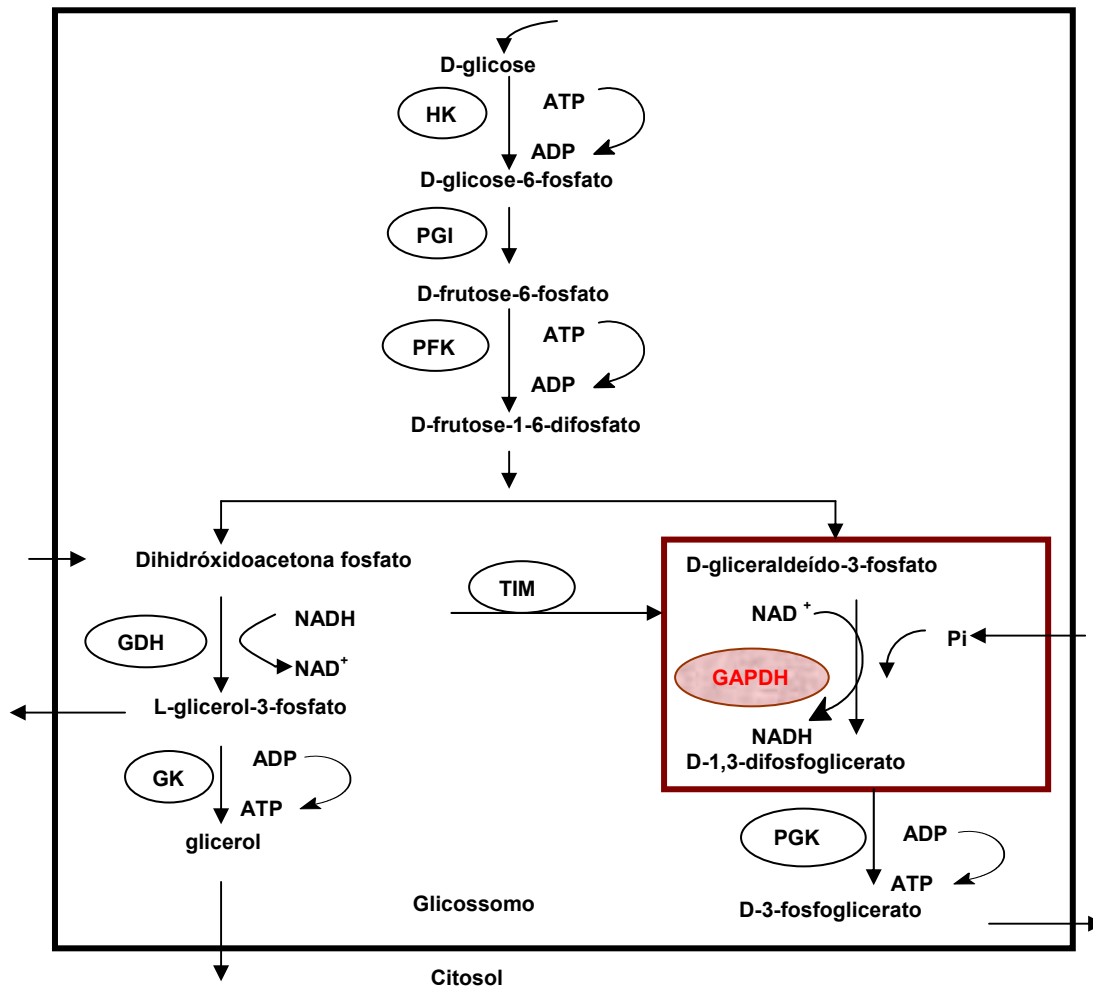 D-glicose
HK
ATP
ADP
D-glicose-6-fosfato
PGI
D-frutose-6-fosfato
PFK
ATP
ADP
D-frutose-1-6-difosfato
Dihidróxidoacetona fosfato
GDH
NADH
NAD+
L-glicerol-3-fosfato
GK
ADP
ATP
glicerol
TIM
D-gliceraldeído-3-fosfato
NAD +
Pi
GAPDH
NADH
D-1,3-difosfoglicerato
PGK
ADP
ATP
D-3-fosfoglicerato
Glicossomo
Citosol